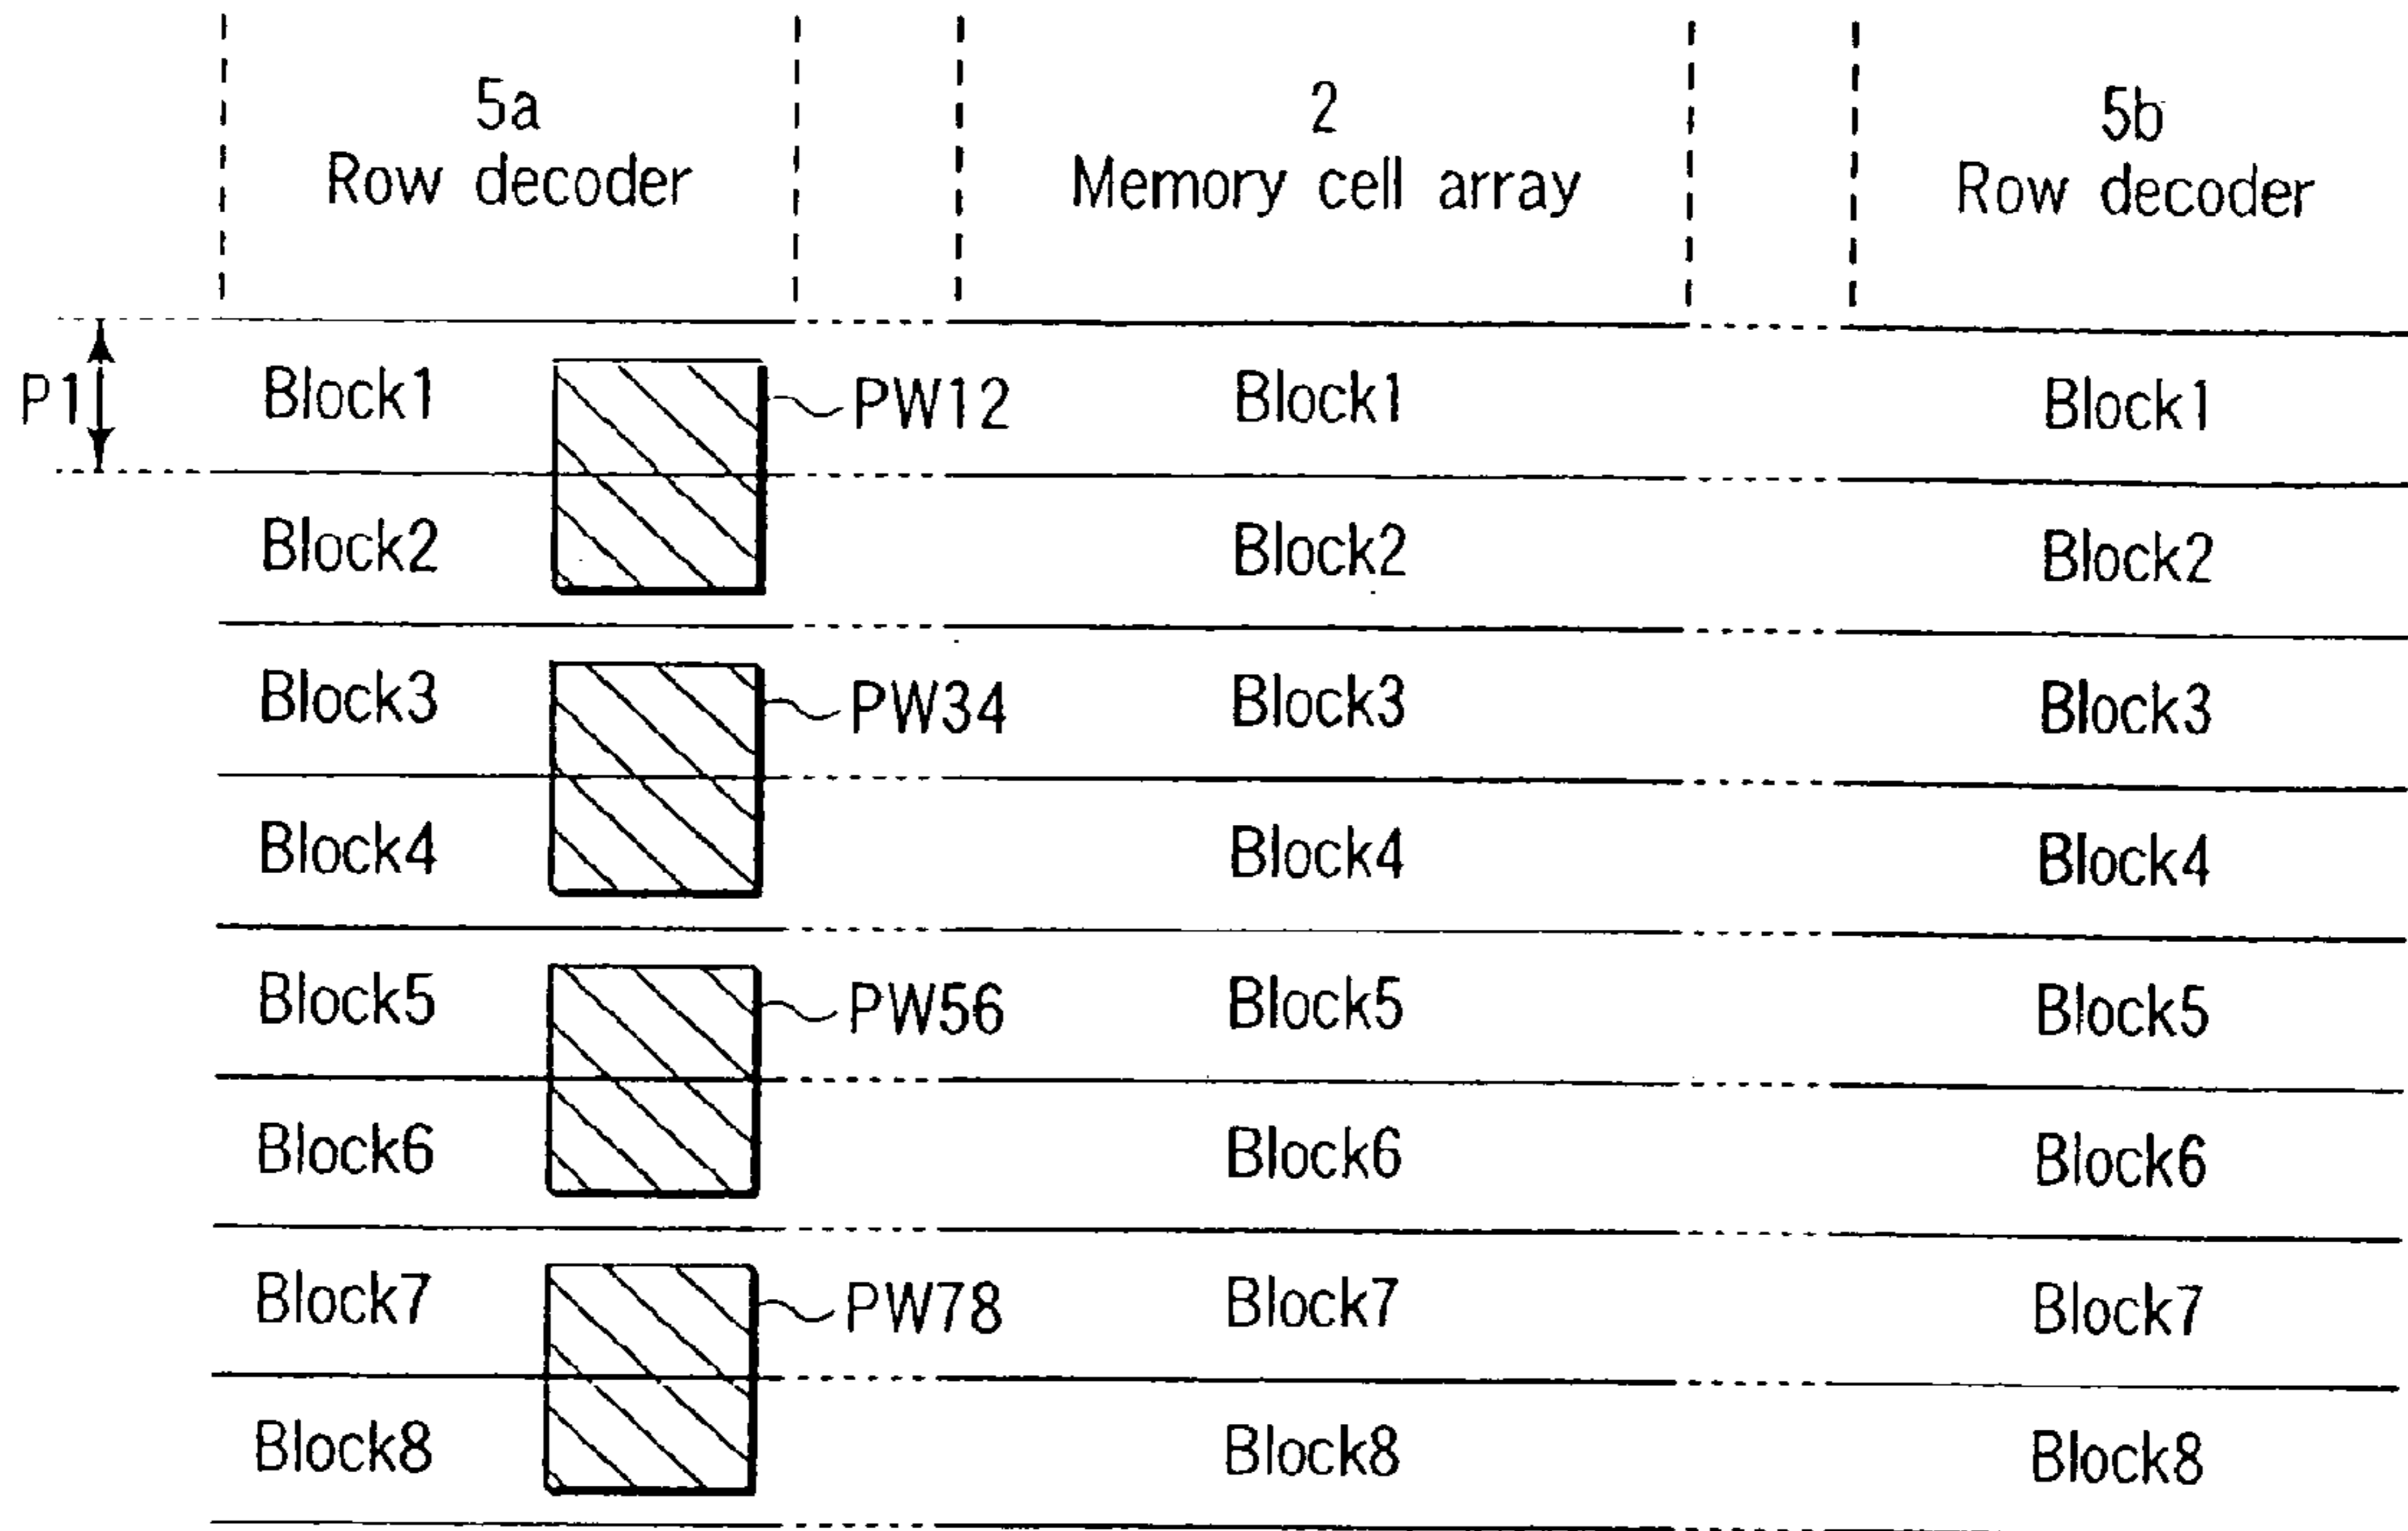 5a
Row decoder
2
Memory cell array
5b
Row decoder
P1
Block1
PW12
Block1
Block1
Block2
Block2
Block2
Block3
PW34
Block3
Block3
Block4
Block4
Block4
Block5
PW56
Block5
Block5
Block6
Block6
Block6
Block7
PW78
Block7
Block7
Block8
Block8
Block8